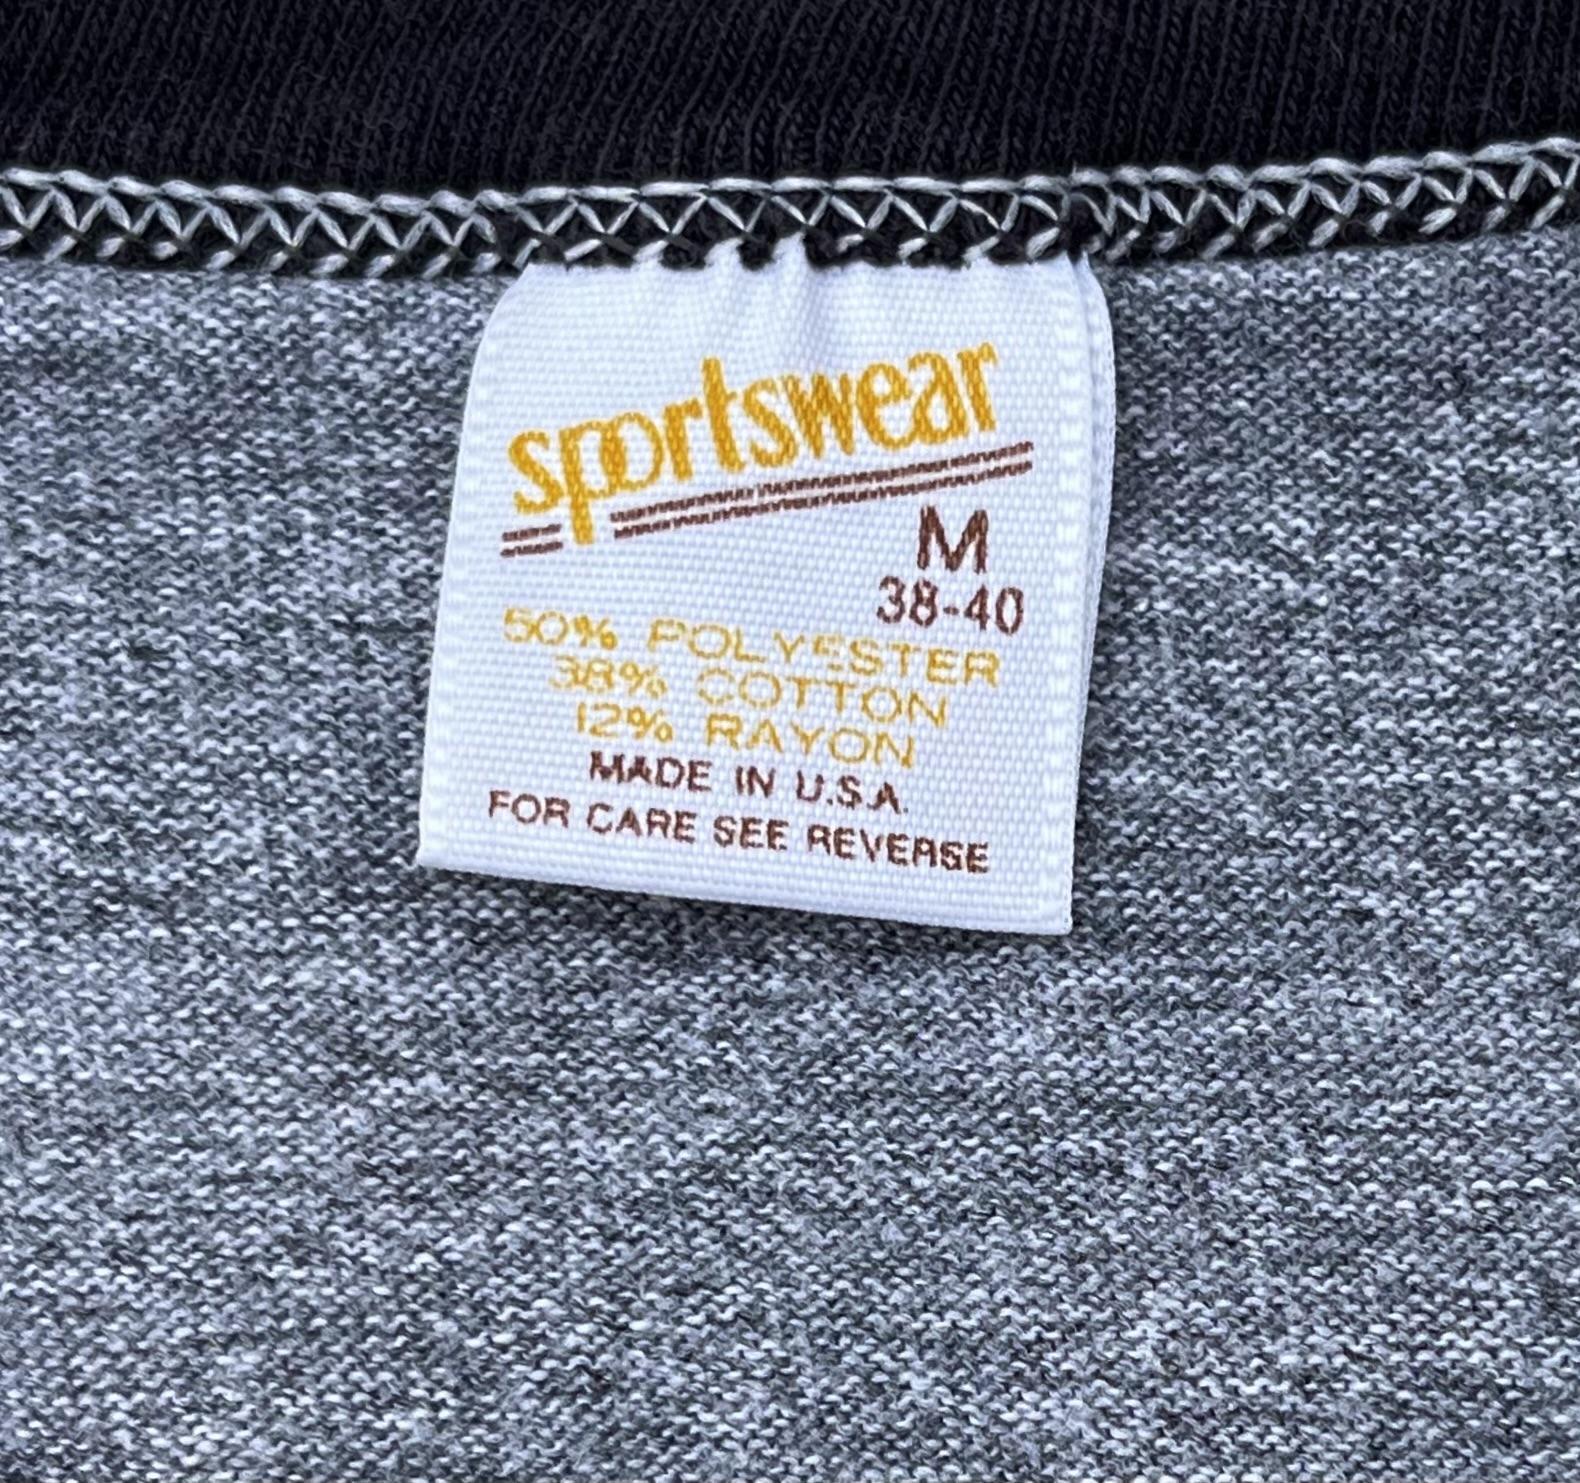 sportswear
M
38-40
50% POLYESTER
38% COTTON
12% RAYON
MADE IN U.S.A.
FOR CARE SEE REVERSE